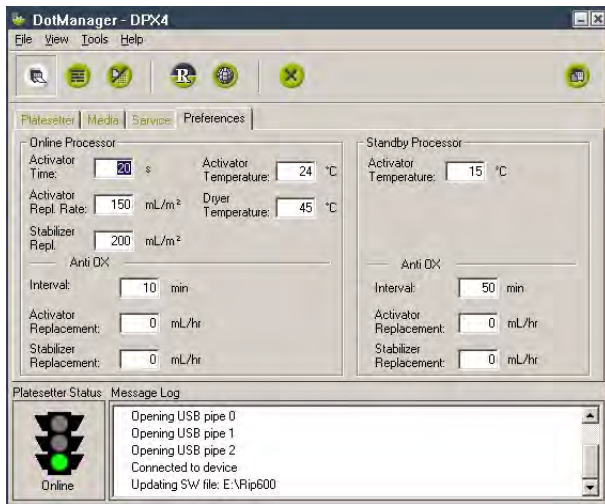 DotManager - DPX4
File View Tools Help
R
Platesetter Media Service Preferences
Online Processor
Activator Time: 20 s
Activator Temperature: 24 °C
Activator Repl. Rate: 150 mL/m²
Dryer Temperature: 45 °C
Stabilizer Repl. 200 mL/m²
Anti OX
Interval: 10 min
Activator Replacement: 0 mL/hr
Stabilizer Replacement: 0 mL/hr
Standby Processor
Activator Temperature: 15 °C
Anti OX
Interval: 50 min
Activator Replacement: 0 mL/hr
Stabilizer Replacement: 0 mL/hr
Platesetter Status
Online
Message Log
Opening USB pipe 0
Opening USB pipe 1
Opening USB pipe 2
Connected to device
Updating SW file: E:\Rip600